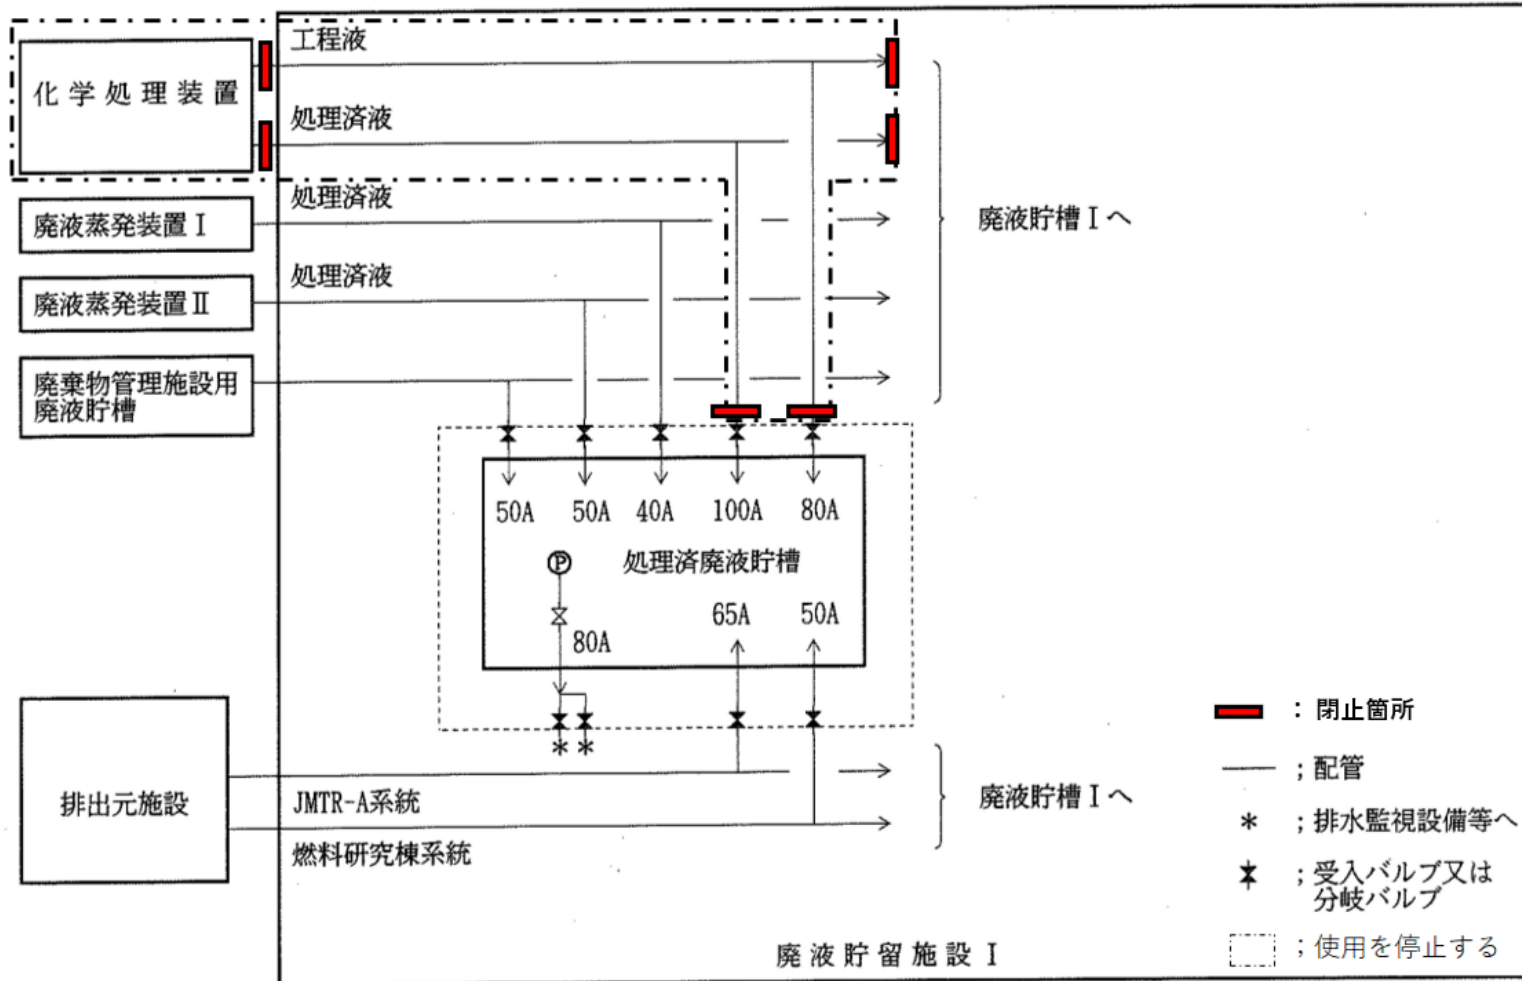 工程液
化学処理装置
処理済液
処理済液
廃液蒸発装置Ⅰ
廃液貯槽Ⅰへ
処理済液
廃液蒸発装置Ⅱ
廃棄物管理施設用
廃液貯槽
50A 50A 40A 100A 80A
P
処理済廃液貯槽
65A 50A
80A
排出元施設
JMTR-A系統
燃料研究棟系統
廃液貯槽Ⅰへ
：閉止箇所
；配管
* ；排水監視設備等へ
；受入バルブ又は
分岐バルブ
；使用を停止する
廃液貯留施設Ⅰ